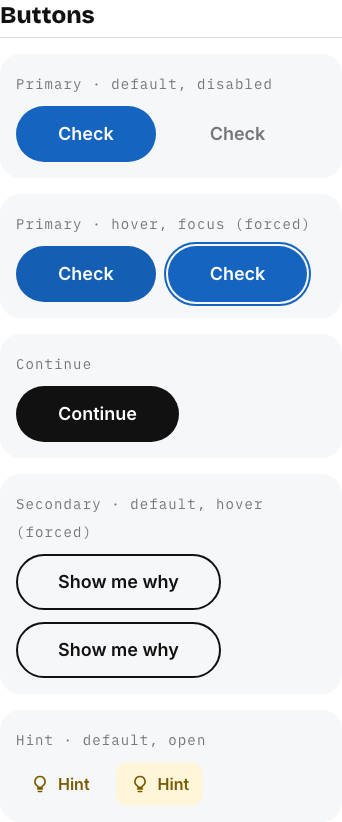 Buttons
Primary · default, disabled
Check Check
Primary · hover, focus (forced)
Check Check
Continue
Continue
Secondary · default, hover
(forced)
Show me why
Show me why
Hint · default, open
Hint Hint